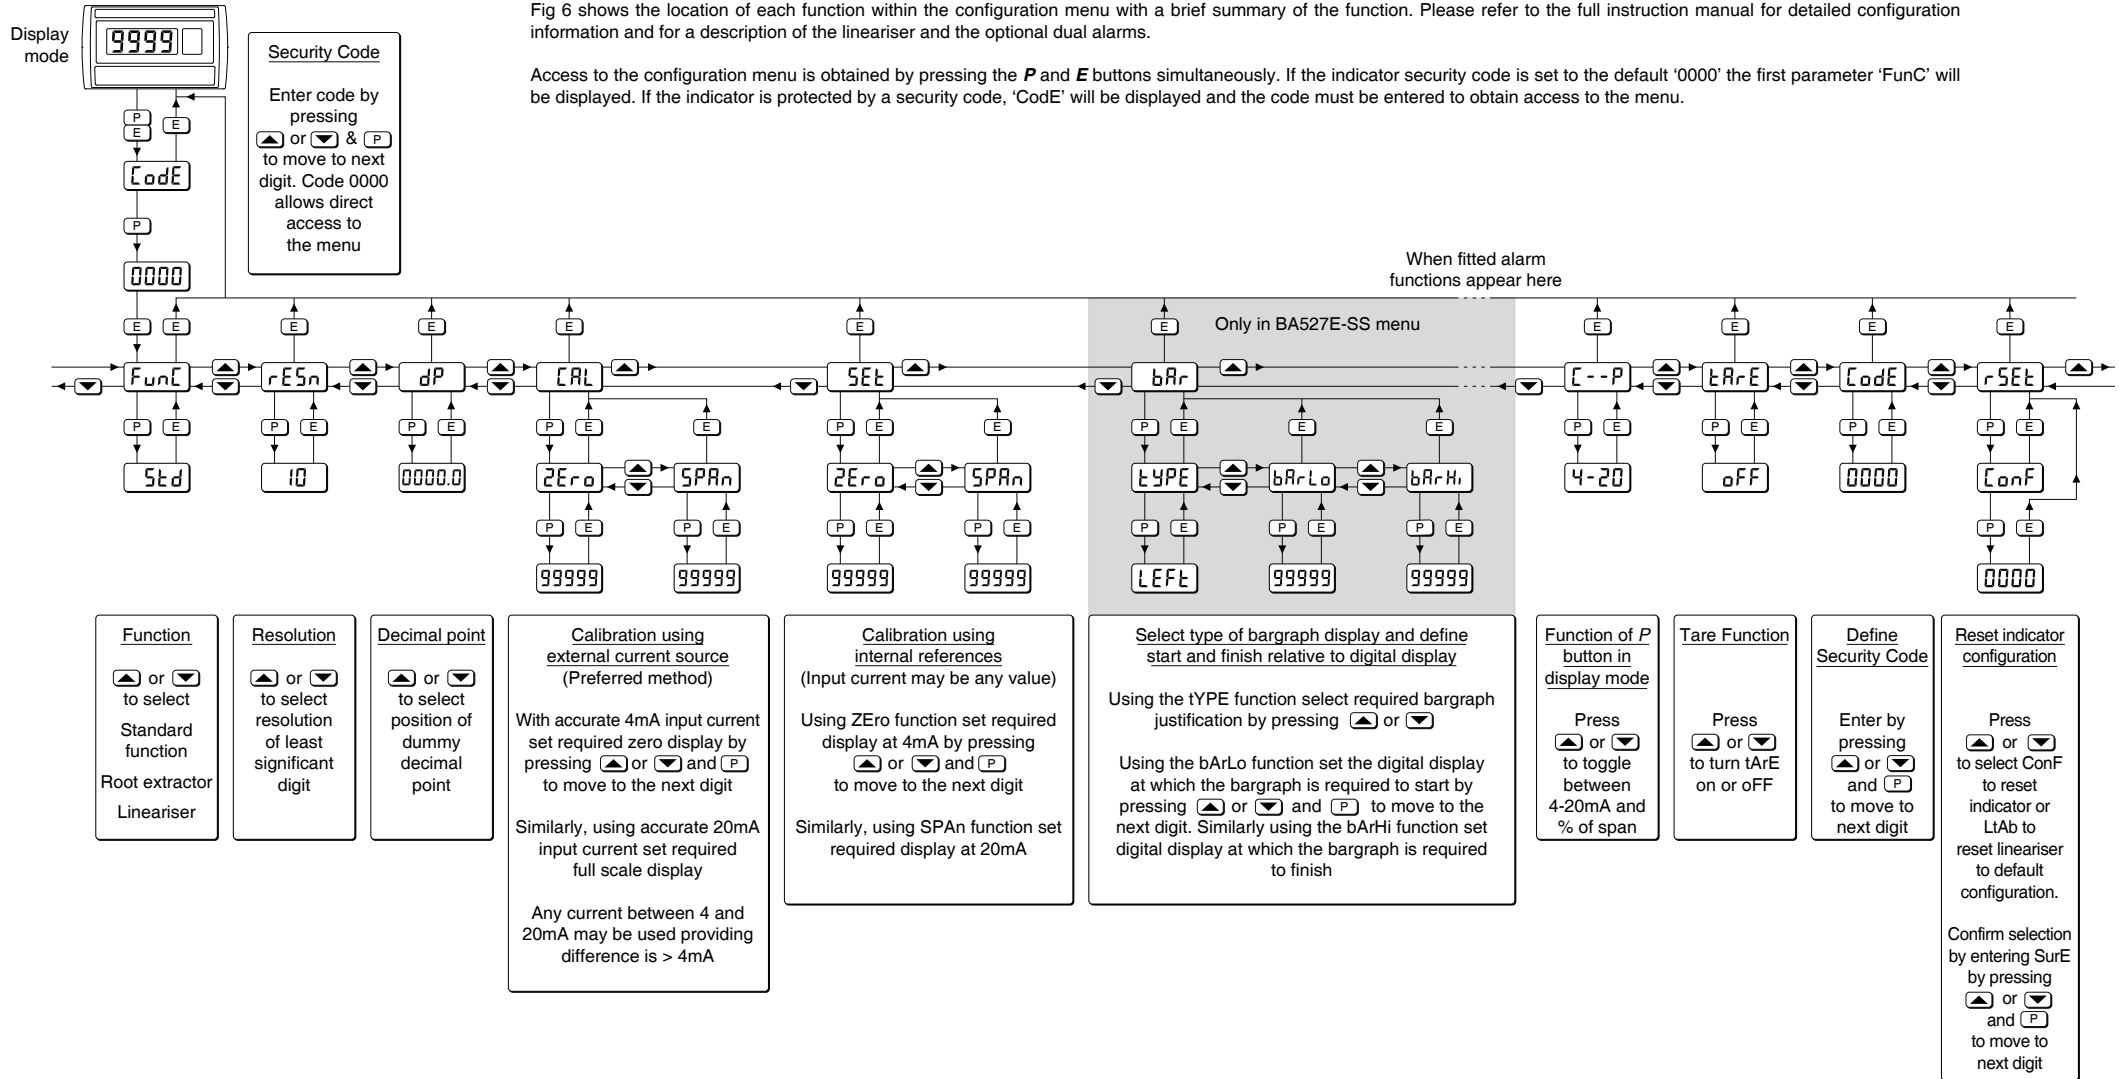 Fig 6 shows the location of each function within the configuration menu with a brief summary of the function. Please refer to the full instruction manual for detailed configuration
information and for a description of the lineariser and the optional dual alarms.
Access to the configuration menu is obtained by pressing the P and E buttons simultaneously. If the indicator security code is set to the default ‘0000’ the first parameter ‘FunC’ will
be displayed. If the indicator is protected by a security code, ‘CodE’ will be displayed and the code must be entered to obtain access to the menu.
Display
mode
9999
P
E
E
CodE
P
0000
Security Code
Enter code by
pressing
or & P
to move to next
digit. Code 0000
allows direct
access to
the menu
When fitted alarm
functions appear here
Only in BA527E-SS menu
E E E E E E E E E E E
FunC rESn dP CAL SEt bAr C--P tArE CodE rSEt
P E P E P E P E E P E E P E E E P E P E P E P E
Std 10 0000.0 ZEro SPAn ZEro SPAn tYPE bArLo bArHi 4-20 oFF 0000 ConF
P E P E P E P E P E P E P E P E
99999 99999 99999 99999 LEFt 99999 99999 0000
Function
or
to select
Standard
function
Root extractor
Lineariser
Resolution
or
to select
resolution
of least
significant
digit
Decimal point
or
to select
position of
dummy
decimal
point
Calibration using
external current source
(Preferred method)
With accurate 4mA input current
set required zero display by
pressing or and P
to move to the next digit
Similarly, using accurate 20mA
input current set required
full scale display
Any current between 4 and
20mA may be used providing
difference is > 4mA
Calibration using
internal references
(Input current may be any value)
Using ZEro function set required
display at 4mA by pressing
or and P
to move to the next digit
Similarly, using SPAn function set
required display at 20mA
Select type of bargraph display and define
start and finish relative to digital display
Using the tYPE function select required bargraph
justification by pressing or
Using the bArLo function set the digital display
at which the bargraph is required to start by
pressing or and P to move to the
next digit. Similarly using the bArHi function set
digital display at which the bargraph is required
to finish
Function of P
button in
display mode
Press
or
to toggle
between
4-20mA and
% of span
Tare Function
Press
or
to turn tArE
on or oFF
Define
Security Code
Enter by
pressing
or
and P
to move to
next digit
Reset indicator
configuration
Press
or
to select ConF
to reset
indicator or
LtAb to
reset lineariser
to default
configuration.
Confirm selection
by entering SurE
by pressing
or
and P
to move to
next digit